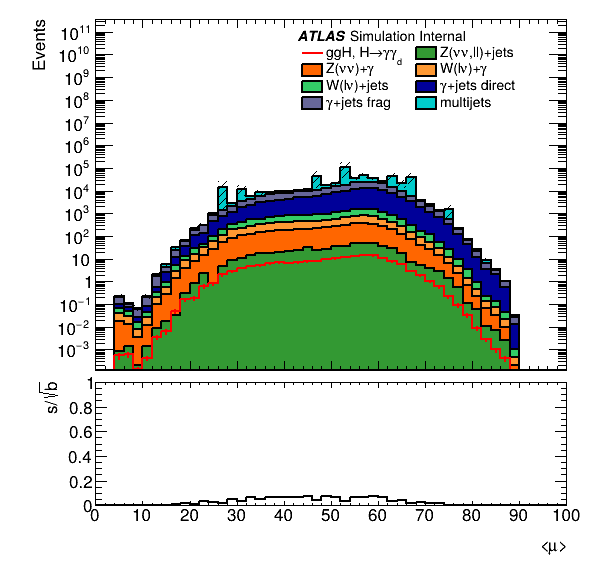 Events
10¹¹
10¹⁰
10⁹
10⁸
10⁷
10⁶
10⁵
10⁴
10³
10²
10
1
10⁻¹
10⁻²
10⁻³
ATLAS Simulation Internal
ggH, H→γγ_d
Z(νν,ll)+jets
Z(νν)+γ
W(lν)+γ
W(lν)+jets
γ+jets direct
γ+jets frag
multijets
s/√b
1
0.8
0.6
0.4
0.2
0
0 10 20 30 40 50 60 70 80 90 100
<μ>